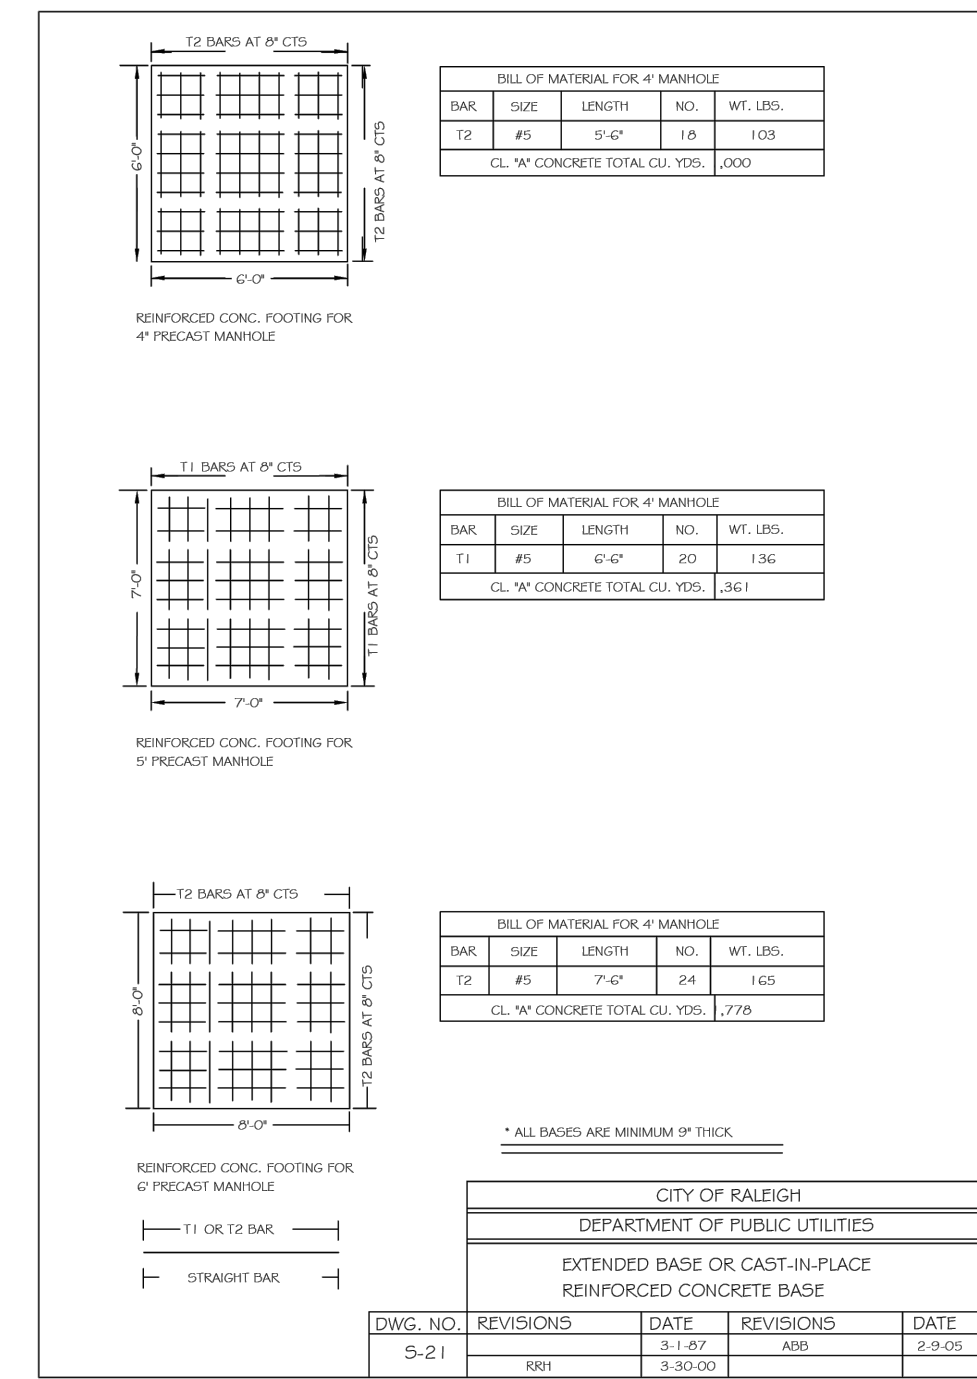 T2 BARS AT 8" CTS
6'-0"
T2 BARS AT 8" CTS
6'-0"
REINFORCED CONC. FOOTING FOR
4" PRECAST MANHOLE
BILL OF MATERIAL FOR 4' MANHOLE
BAR SIZE LENGTH NO. WT. LBS.
T2 #5 5'-6" 18 103
CL. "A" CONCRETE TOTAL CU. YDS. ,000
T1 BARS AT 8" CTS
7'-0"
T1 BARS AT 8" CTS
7'-0"
REINFORCED CONC. FOOTING FOR
5' PRECAST MANHOLE
BILL OF MATERIAL FOR 4' MANHOLE
BAR SIZE LENGTH NO. WT. LBS.
T1 #5 6'-6" 20 136
CL. "A" CONCRETE TOTAL CU. YDS. ,361
T2 BARS AT 8" CTS
8'-0"
T2 BARS AT 8" CTS
8'-0"
REINFORCED CONC. FOOTING FOR
6' PRECAST MANHOLE
BILL OF MATERIAL FOR 4' MANHOLE
BAR SIZE LENGTH NO. WT. LBS.
T2 #5 7'-6" 24 165
CL. "A" CONCRETE TOTAL CU. YDS. 1,778
* ALL BASES ARE MINIMUM 9" THICK
T1 OR T2 BAR
STRAIGHT BAR
CITY OF RALEIGH
DEPARTMENT OF PUBLIC UTILITIES
EXTENDED BASE OR CAST-IN-PLACE
REINFORCED CONCRETE BASE
DWG. NO. REVISIONS DATE REVISIONS DATE
S-21 3-1-87 ABB 2-9-05
RRH 3-30-00